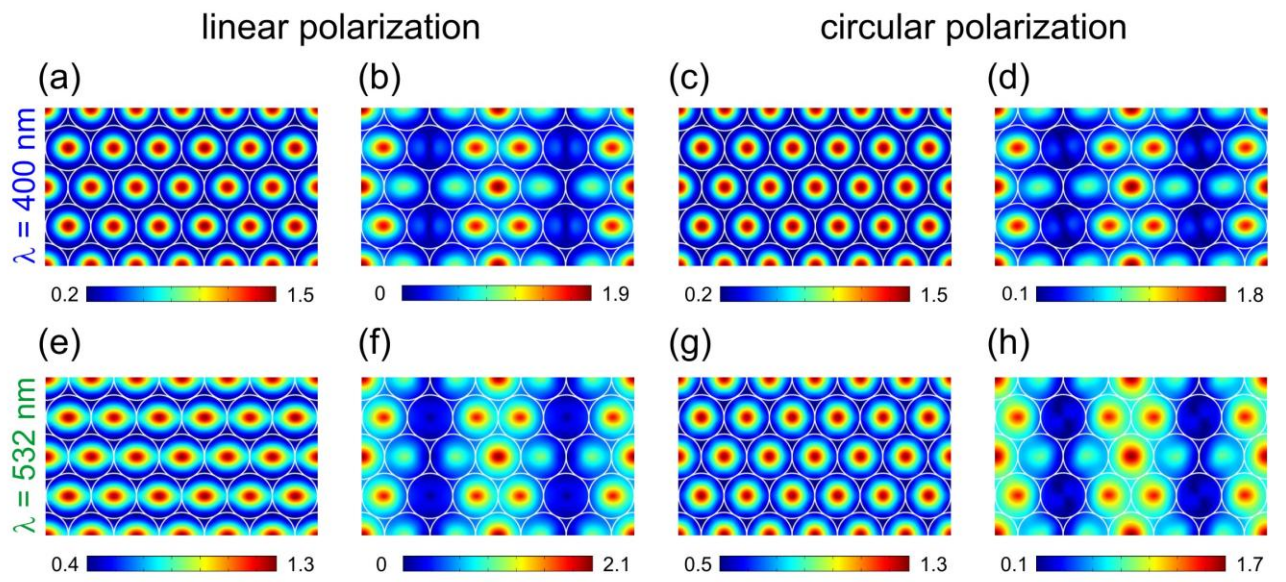 linear polarization
circular polarization
(a)
(b)
(c)
(d)
λ = 400 nm
0.2 1.5
0 1.9
0.2 1.5
0.1 1.8
(e)
(f)
(g)
(h)
λ = 532 nm
0.4 1.3
0 2.1
0.5 1.3
0.1 1.7